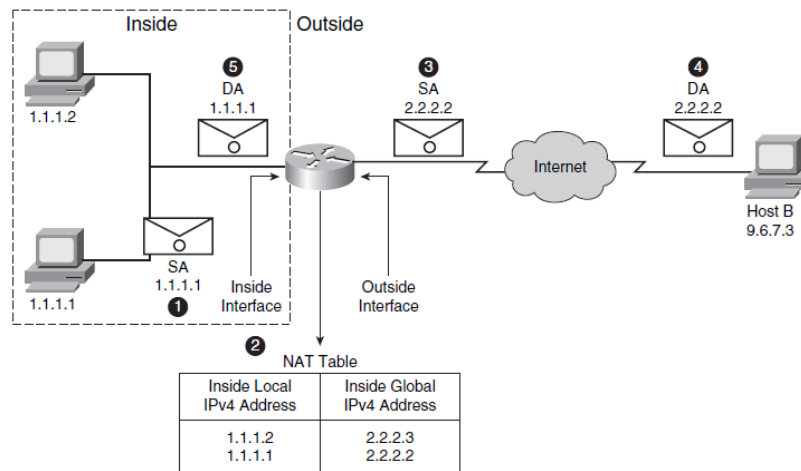 Inside
Outside
5
DA
1.1.1.1
3
SA
2.2.2.2
4
DA
2.2.2.2
1.1.1.2
Internet
Host B
9.6.7.3
SA
1.1.1.1
1
1.1.1.1
Inside
Interface
Outside
Interface
2
NAT Table
Inside Local
IPv4 Address
Inside Global
IPv4 Address
1.1.1.2
2.2.2.3
1.1.1.1
2.2.2.2